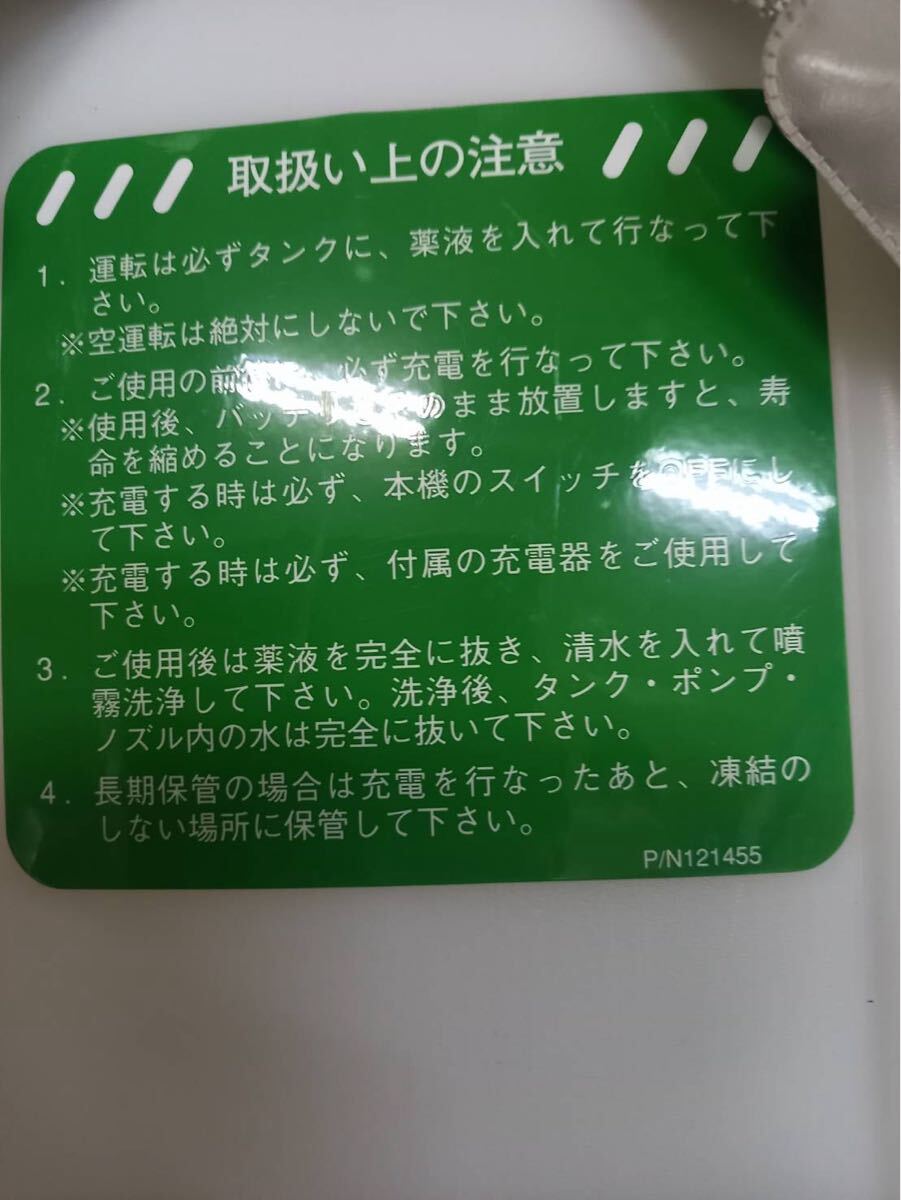 取扱い上の注意
1. 運転は必ずタンクに、薬液を入れて行なって下
さい。
※空運転は絶対にしないで下さい。
2. ご使用の前 必ず充電を行なって下さい。
※使用後、バッテリ のまま放置しますと、寿
命を縮めることになります。
※充電する時は必ず、本機のスイッチをOFFにし
て下さい。
※充電する時は必ず、付属の充電器をご使用して
下さい。
3. ご使用後は薬液を完全に抜き、清水を入れて噴
霧洗浄して下さい。洗浄後、タンク・ポンプ・
ノズル内の水は完全に抜いて下さい。
4. 長期保管の場合は充電を行なったあと、凍結の
しない場所に保管して下さい。
P/N121455